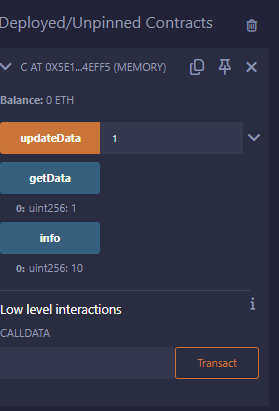 Deployed/Unpinned Contracts
C AT 0X5E1...4EFF5 (MEMORY)
Balance: 0 ETH
updateData 1
getData
0: uint256: 1
info
0: uint256: 10
Low level interactions
i
CALLDATA
Transact